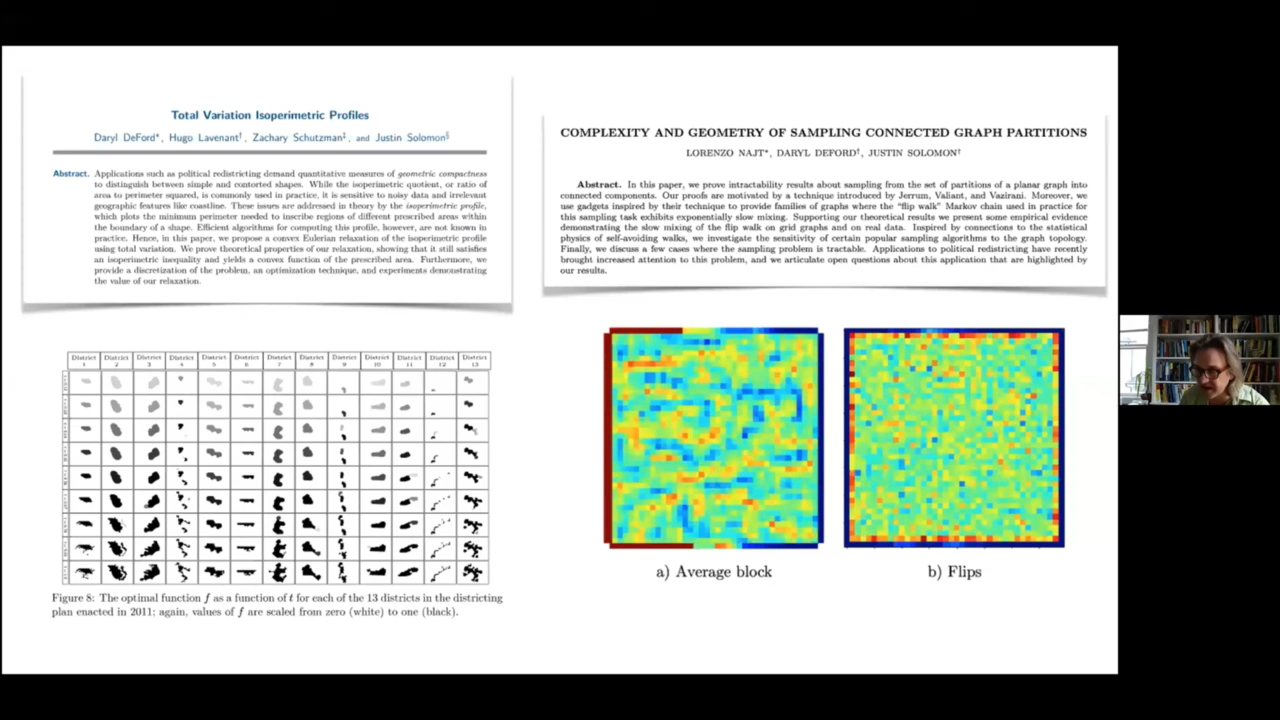 Total Variation Isoperimetric Profiles
Daryl DeFord*, Hugo Lavenant†, Zachary Schutzman‡, and Justin Solomon§
Abstract. Applications such as political redistricting demand quantitative measures of geometric compactness
to distinguish between simple and contorted shapes. While the isoperimetric quotient, or ratio of
area to perimeter squared, is commonly used in practice, it is sensitive to noisy data and irrelevant
geographic features like coastline. These issues are addressed in theory by the isoperimetric profile,
which plots the minimum perimeter needed to inscribe regions of different prescribed areas within
the boundary of a shape. Efficient algorithms for computing this profile, however, are not known in
practice. Hence, in this paper, we propose a convex Eulerian relaxation of the isoperimetric profile
using total variation. We prove theoretical properties of our relaxation, showing that it still satisfies
an isoperimetric inequality and yields a convex function of the prescribed area. Furthermore, we
provide a discretization of the problem, an optimization technique, and experiments demonstrating
the value of our relaxation.
District 1 District 2 District 3 District 4 District 5 District 6 District 7 District 8 District 9 District 10 District 11 District 12 District 13
Figure 8: The optimal function f as a function of t for each of the 13 districts in the districting
plan enacted in 2011; again, values of f are scaled from zero (white) to one (black).
COMPLEXITY AND GEOMETRY OF SAMPLING CONNECTED GRAPH PARTITIONS
LORENZO NAJT*, DARYL DEFORD†, JUSTIN SOLOMON†
Abstract. In this paper, we prove intractability results about sampling from the set of partitions of a planar graph into
connected components. Our proofs are motivated by a technique introduced by Jerrum, Valiant, and Vazirani. Moreover, we
use gadgets inspired by their technique to provide families of graphs where the "flip walk" Markov chain used in practice for
this sampling task exhibits exponentially slow mixing. Supporting our theoretical results we present some empirical evidence
demonstrating the slow mixing of the flip walk on grid graphs and on real data. Inspired by connections to the statistical
physics of self-avoiding walks, we investigate the sensitivity of certain popular sampling algorithms to the graph topology.
Finally, we discuss a few cases where the sampling problem is tractable. Applications to political redistricting have recently
brought increased attention to this problem, and we articulate open questions about this application that are highlighted by
our results.
a) Average block
b) Flips